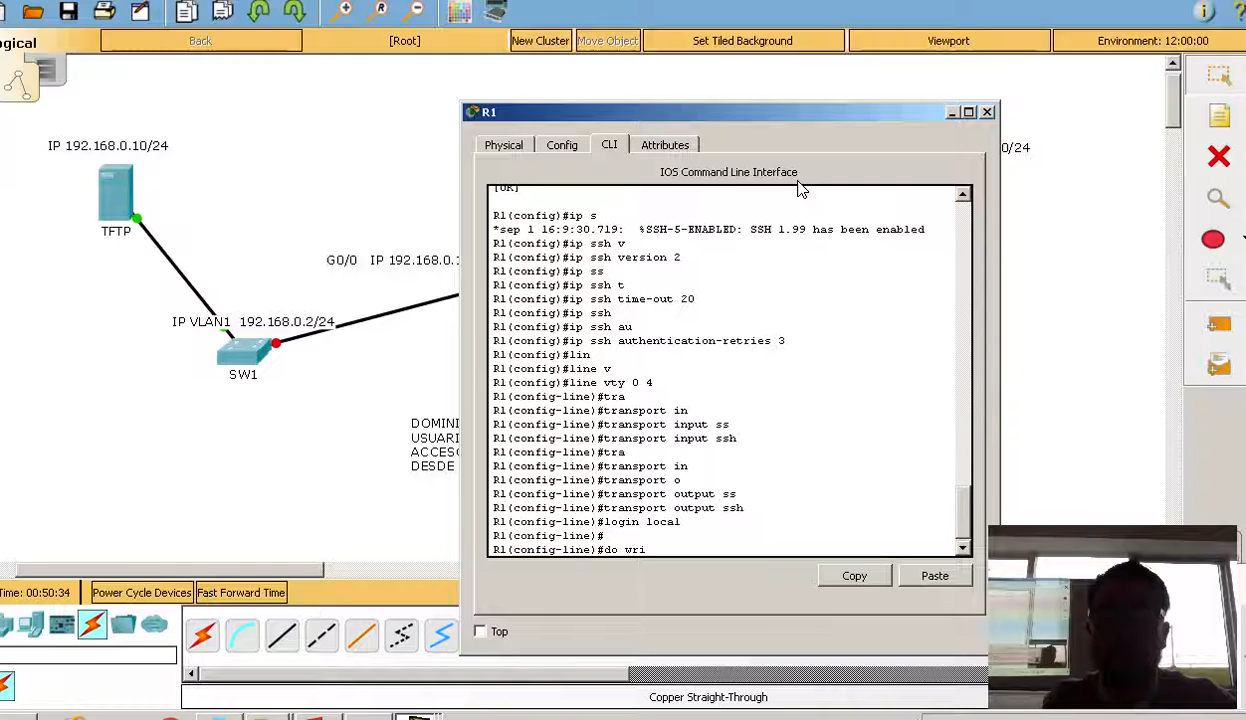 ogical
Back
[Root]
New Cluster
Move Object
Set Tiled Background
Viewport
Environment: 12:00:00
IP 192.168.0.10/24
TFTP
G0/0 IP 192.168.0.
IP VLAN1 192.168.0.2/24
SW1
DOMINI
USUARI
ACCESO
DESDE
0/24
R1
Physical
Config
CLI
Attributes
IOS Command Line Interface
[OK]
R1(config)#ip s
*sep 1 16:9:30.719: %SSH-5-ENABLED: SSH 1.99 has been enabled
R1(config)#ip ssh v
R1(config)#ip ssh version 2
R1(config)#ip ss
R1(config)#ip ssh t
R1(config)#ip ssh time-out 20
R1(config)#ip ssh
R1(config)#ip ssh au
R1(config)#ip ssh authentication-retries 3
R1(config)#lin
R1(config)#line v
R1(config)#line vty 0 4
R1(config-line)#tra
R1(config-line)#transport in
R1(config-line)#transport input ss
R1(config-line)#transport input ssh
R1(config-line)#tra
R1(config-line)#transport in
R1(config-line)#transport o
R1(config-line)#transport output ss
R1(config-line)#transport output ssh
R1(config-line)#login local
R1(config-line)#
R1(config-line)#do wri
Copy
Paste
Top
Time: 00:50:34
Power Cycle Devices
Fast Forward Time
Copper Straight-Through